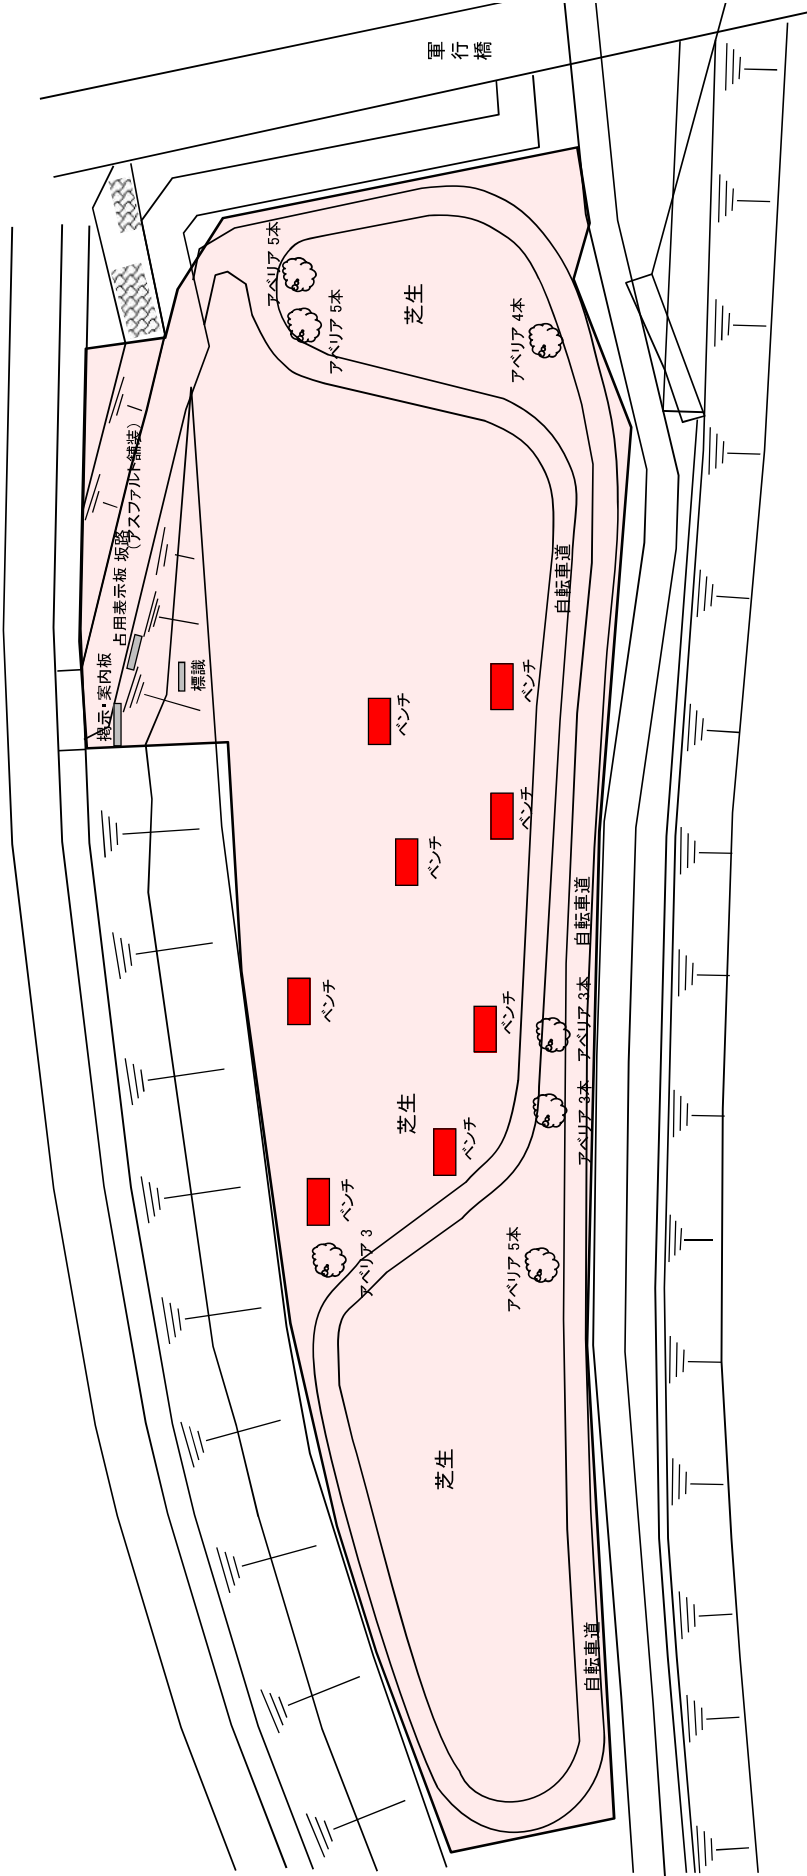 軍行橋
アベリア 5本
アベリア 5本
芝生
アベリア 4本
(アスファルト舗装)
坂路
占用表示板
自転車道
掲示・案内板
標識
ベンチ
ベンチ
ベンチ
ベンチ
自転車道
ベンチ
ベンチ
アベリア 3本
アベリア 3本
芝生
ベンチ
ベンチ
アベリア 3
アベリア 5本
芝生
自転車道